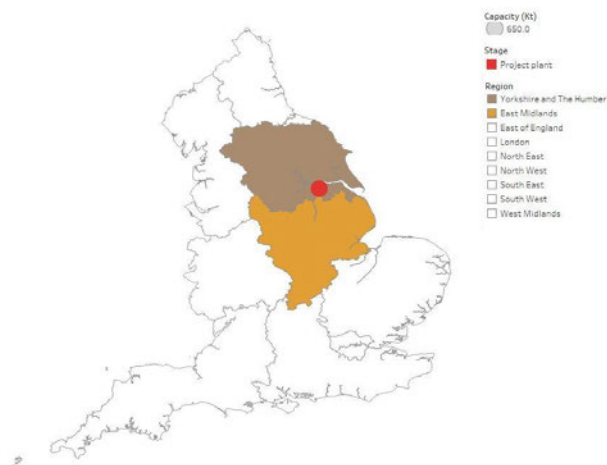 Capacity (Kt)
650.0
Stage
Project plant
Region
Yorkshire and The Humber
East Midlands
East of England
London
North East
North West
South East
South West
West Midlands